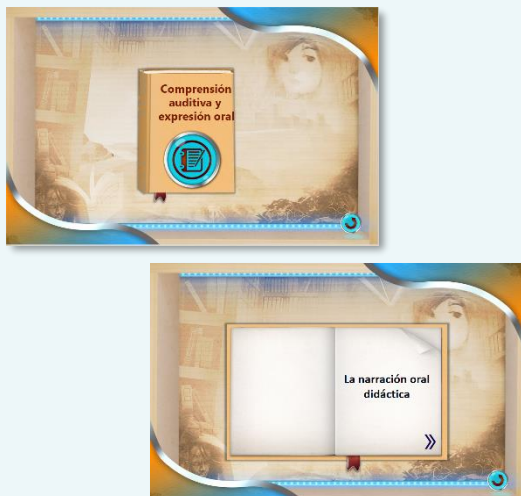 Comprensión
auditiva y
expresión oral
La narración oral
didáctica